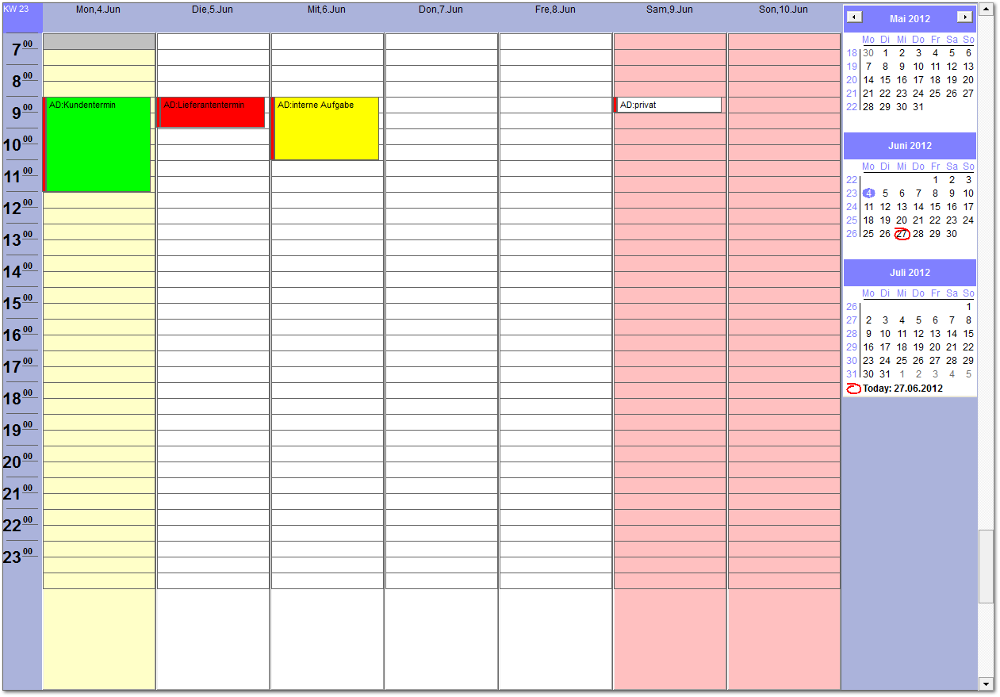 KW 23 Mon,4.Jun Die,5.Jun Mit,6.Jun Don,7.Jun Fre,8.Jun Sam,9.Jun Son,10.Jun
7 00
8 00
9 00
10 00
11 00
12 00
13 00
14 00
15 00
16 00
17 00
18 00
19 00
20 00
21 00
22 00
23 00
AD:Kundentermin
AD:Lieferantentermin
AD:interne Aufgabe
AD:privat
Mai 2012
Mo Di Mi Do Fr Sa So
18 30 1 2 3 4 5 6
19 7 8 9 10 11 12 13
20 14 15 16 17 18 19 20
21 21 22 23 24 25 26 27
22 28 29 30 31
Juni 2012
Mo Di Mi Do Fr Sa So
22 1 2 3
23 4 5 6 7 8 9 10
24 11 12 13 14 15 16 17
25 18 19 20 21 22 23 24
26 25 26 27 28 29 30
Juli 2012
Mo Di Mi Do Fr Sa So
26 1
27 2 3 4 5 6 7 8
28 9 10 11 12 13 14 15
29 16 17 18 19 20 21 22
30 23 24 25 26 27 28 29
31 30 31 1 2 3 4 5
Today: 27.06.2012